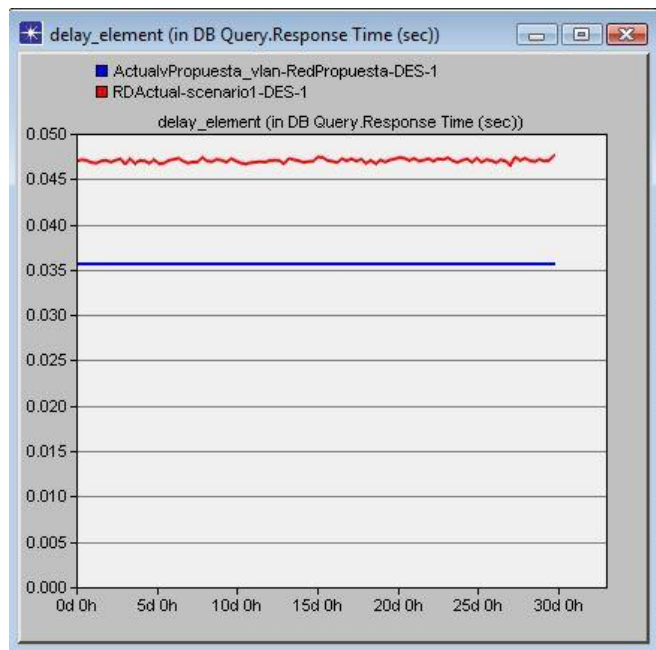 delay_element (in DB Query.Response Time (sec))
ActualvPropuesta_vlan-RedPropuesta-DES-1
RDActual-scenario1-DES-1
delay_element (in DB Query.Response Time (sec))
0.050
0.045
0.040
0.035
0.030
0.025
0.020
0.015
0.010
0.005
0.000
0d 0h 5d 0h 10d 0h 15d 0h 20d 0h 25d 0h 30d 0h